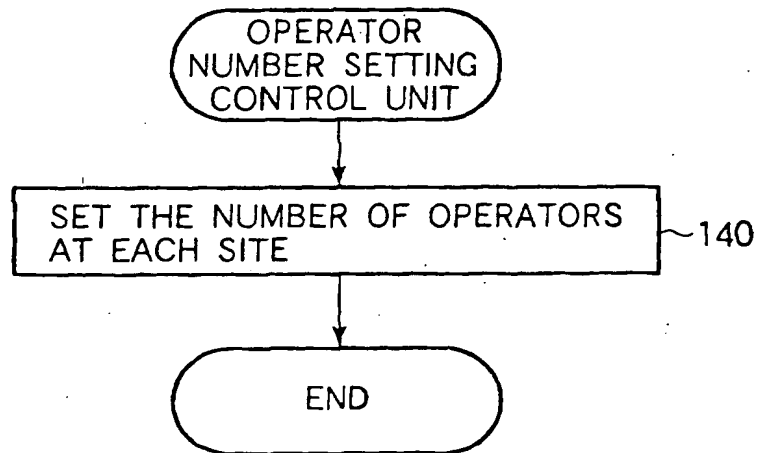 OPERATOR
NUMBER SETTING
CONTROL UNIT
SET THE NUMBER OF OPERATORS
AT EACH SITE
140
END